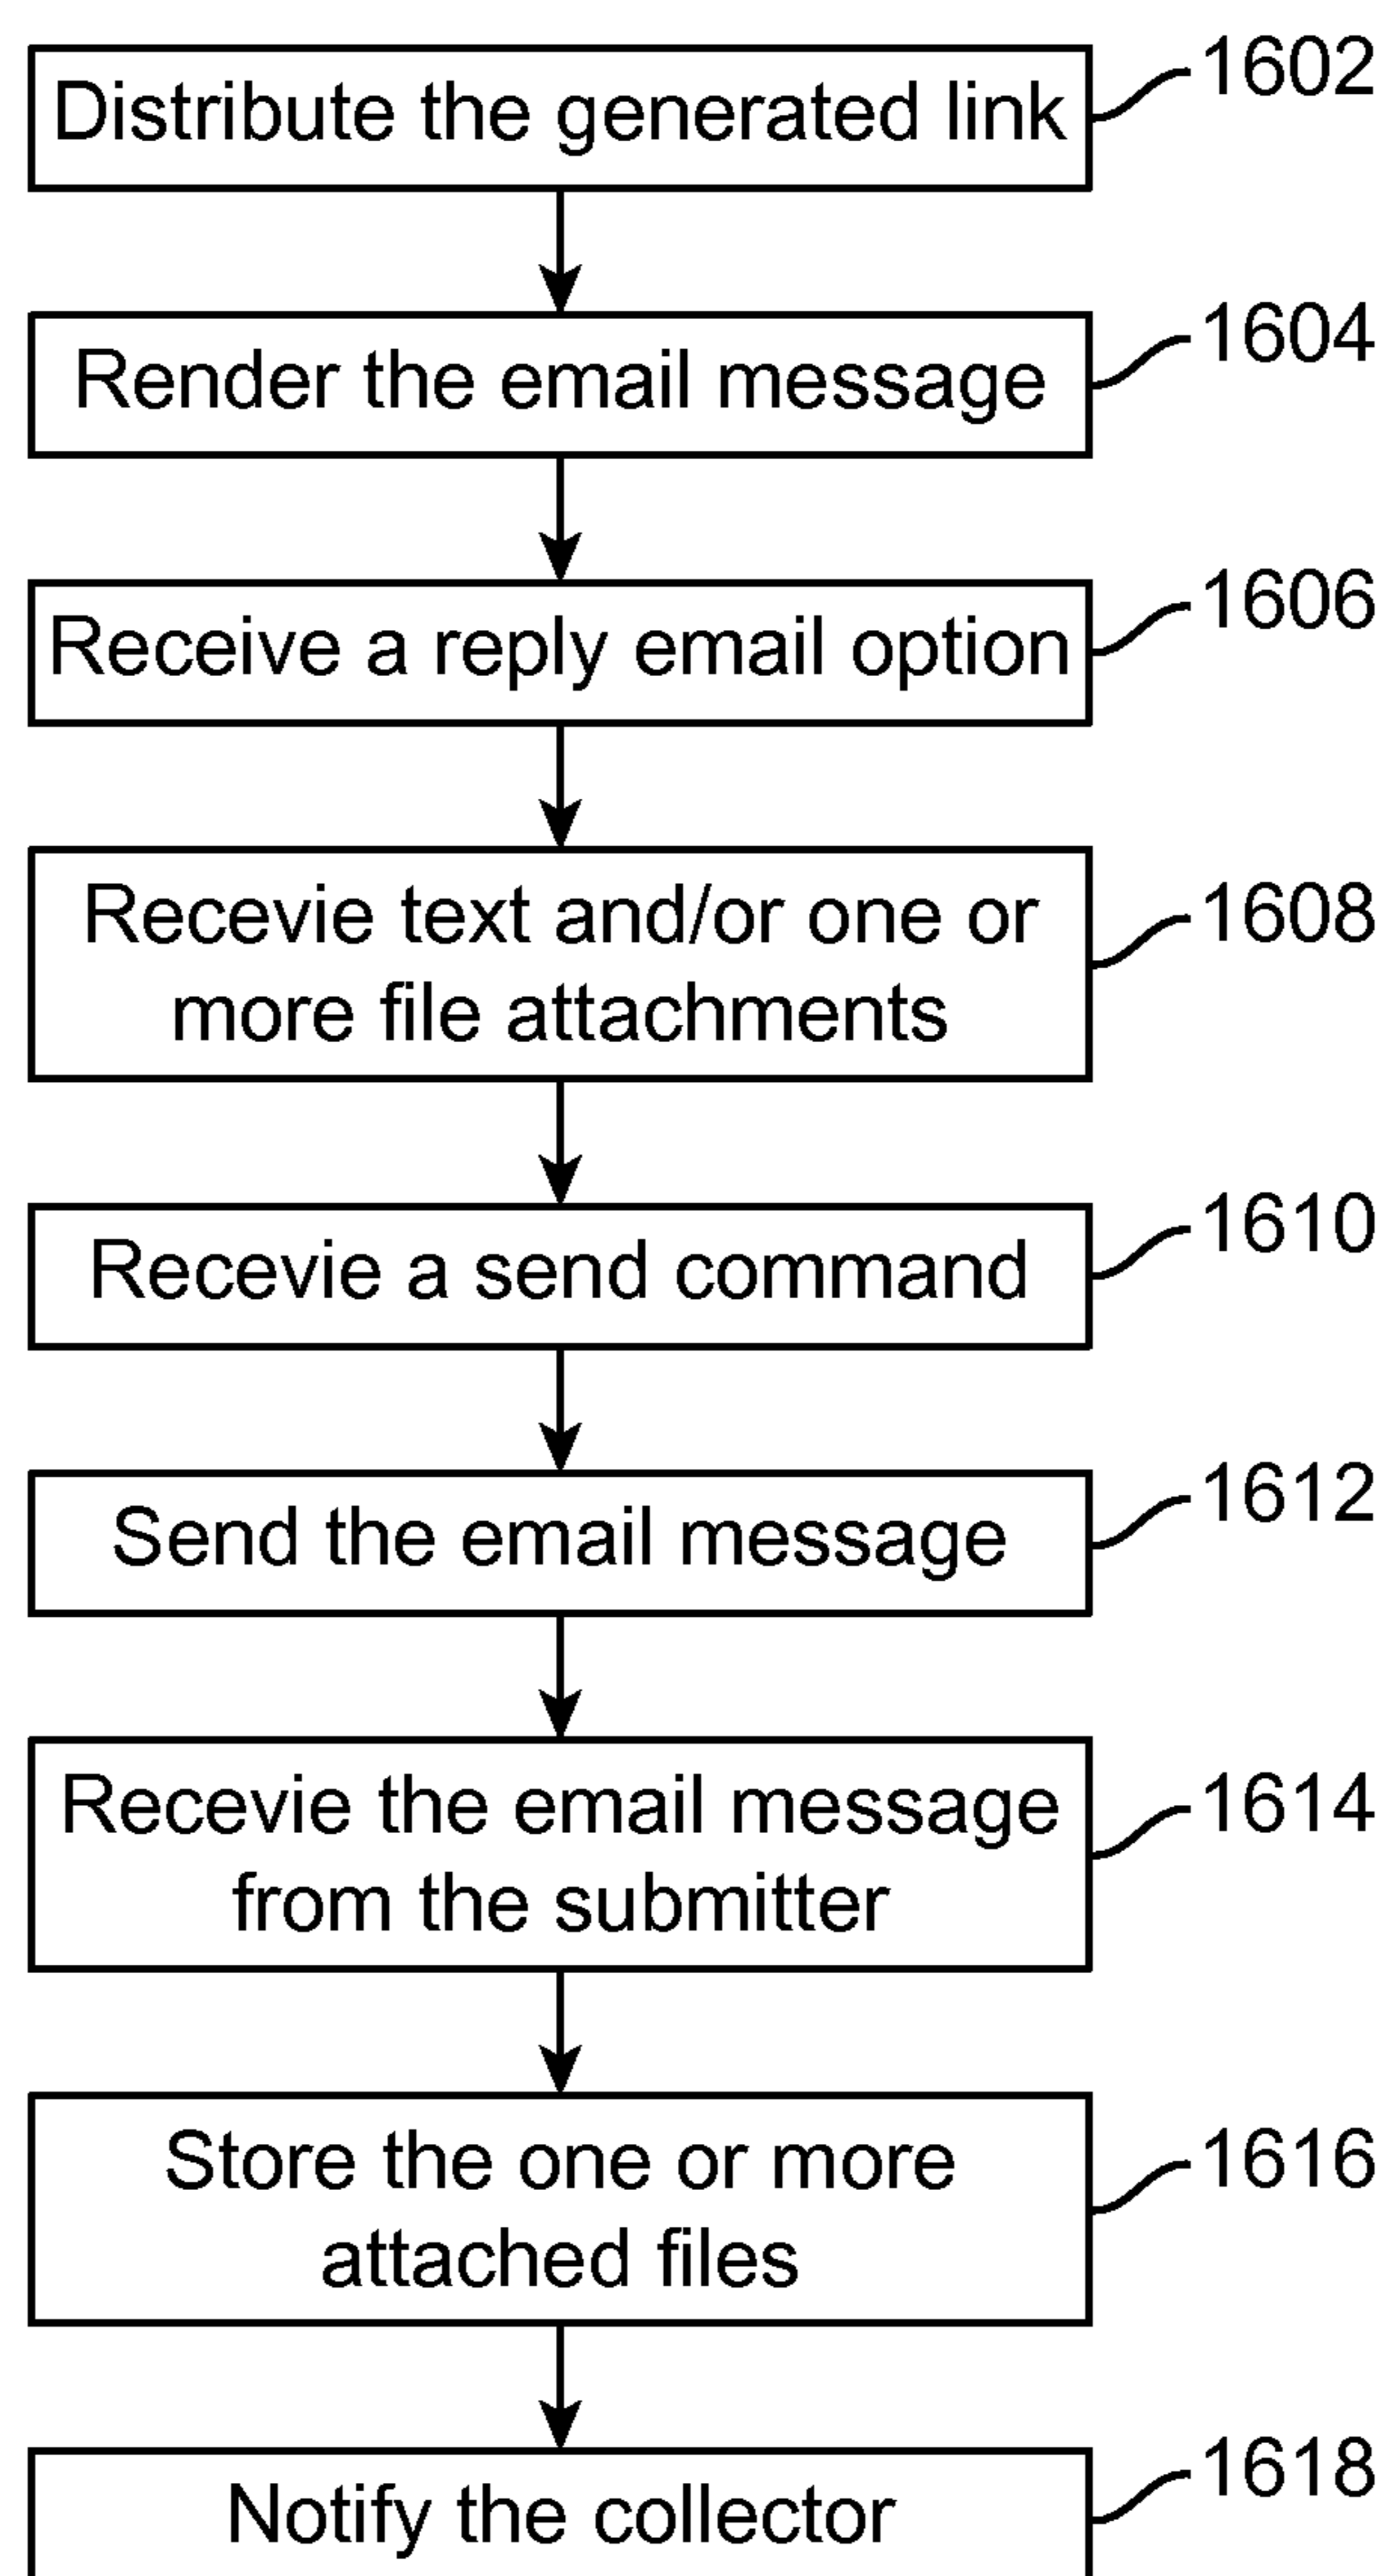 Distribute the generated link
1602
Render the email message
1604
Receive a reply email option
1606
Recevie text and/or one or
more file attachments
1608
Recevie a send command
1610
Send the email message
1612
Recevie the email message
from the submitter
1614
Store the one or more
attached files
1616
Notify the collector
1618